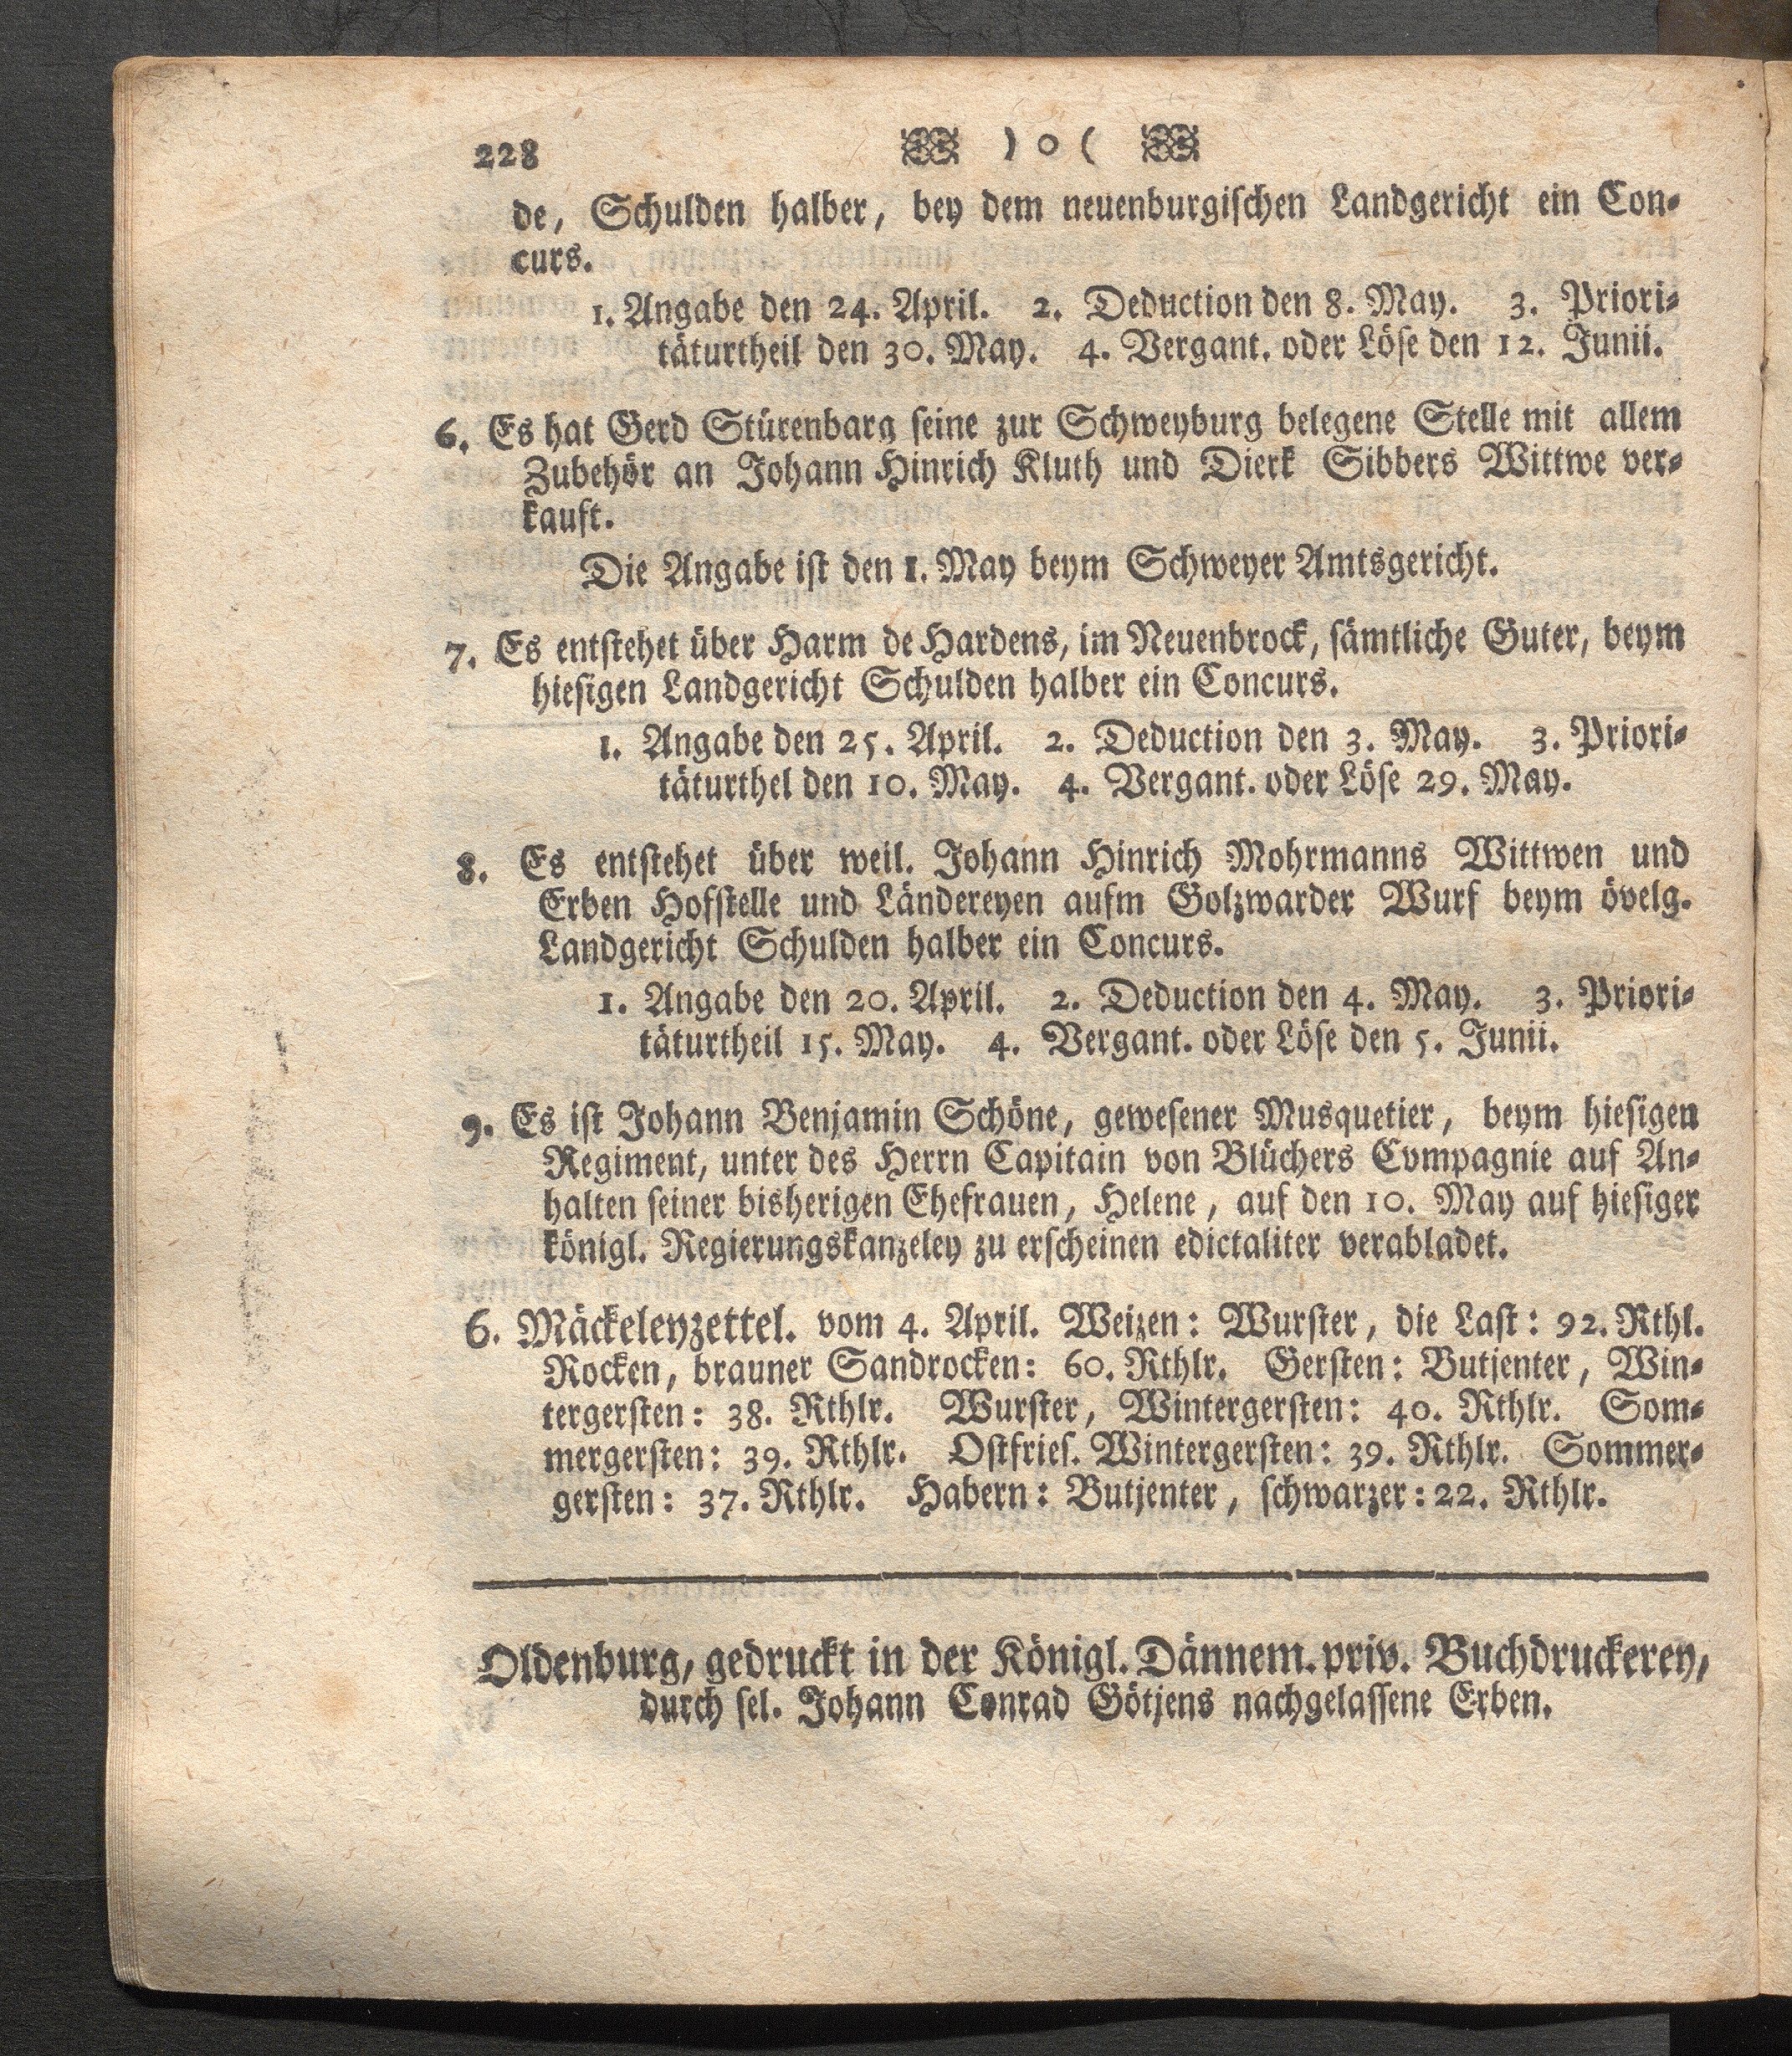 228 ) o (
de, Schulden halber, bey dem neuenburgischen Landgericht ein Con-
curs.
1. Angabe den 24. April. 2. Deduction den 8. May. 3. Priori-
täturtheil den 30. May. 4. Vergant. oder Löse den 12. Junii.
6. Es hat Gerd Stürenbarg seine zur Schweyburg belegene Stelle mit allem
Zubehör an Johann Hinrich Kluth und Dierk Sibbers Wittwe ver-
kauft.
Die Angabe ist den 1. May beym Schweyer Amtsgericht.
7. Es entstehet über Harm de Hardens, im Neuenbrock, sämtliche Guter, beym
hiesigen Landgericht Schulden halber ein Concurs.
1. Angabe den 25. April. 2. Deduction den 3. May. 3. Priori-
täturthel den 10. May. 4. Vergant. oder Löse 29. May.
8. Es entstehet über weil. Johann Hinrich Mohrmanns Wittwen und
Erben Hofstelle und Ländereyen aufm Golzwarder Wurf beym övelg.
Landgericht Schulden halber ein Concurs.
1. Angabe den 20. April. 2. Deduction den 4. May. 3. Priori-
täturtheil 15. May. 4. Vergant. oder Löse den 5. Junii.
9. Es ist Johann Benjamin Schöne, gewesener Musquetier, beym hiesigen
Regiment, unter des Herrn Capitain von Blüchers Compagnie auf An-
halten seiner bisherigen Ehefrauen, Helene, auf den 10. May auf hiesiger
königl. Regierungskanzeley zu erscheinen edictaliter verabladet.
6. Mäckeleyzettel. vom 4. April. Weizen: Wurster, die Last: 92. Rthl.
Rocken, brauner Sandrocken: 60. Rthlr. Gersten: Butjenter, Win-
tergersten: 38. Rthlr. Wurster, Wintergersten: 40. Rthlr. Som-
mergersten: 39. Rthlr. Ostfries. Wintergersten: 39. Rthlr. Sommer-
gersten: 37. Rthlr. Habern: Butjenter, schwarzer: 22. Rthlr.
Oldenburg, gedruckt in der Königl. Dännem. priv. Buchdruckerey,
durch sel. Johann Conrad Götjens nachgelassene Erben.